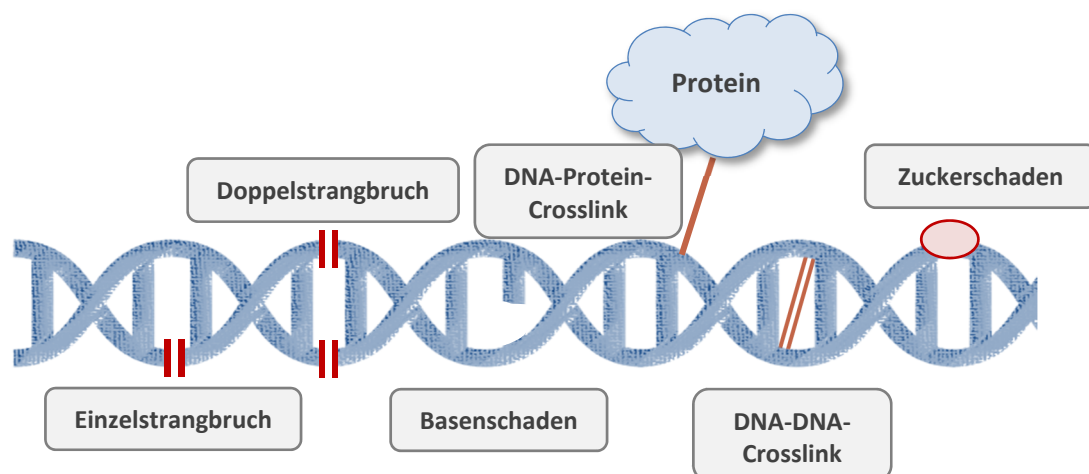 Protein
Doppelstrangbruch
DNA-Protein-
Crosslink
Zuckerschaden
Einzelstrangbruch
Basenschaden
DNA-DNA-
Crosslink